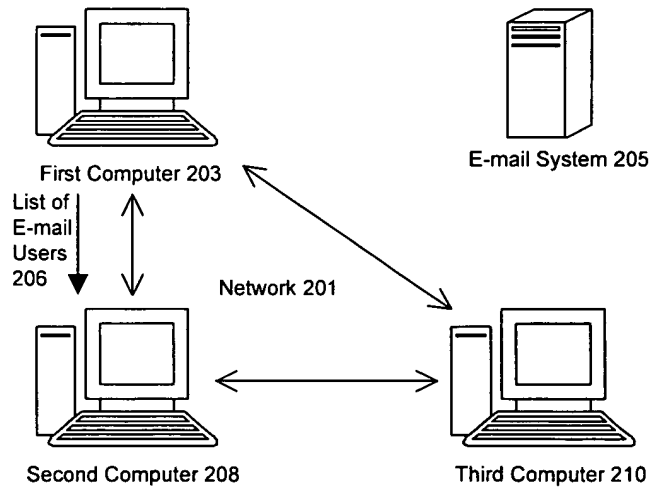 First Computer 203
E-mail System 205
List of
E-mail
Users
206
Network 201
Second Computer 208
Third Computer 210